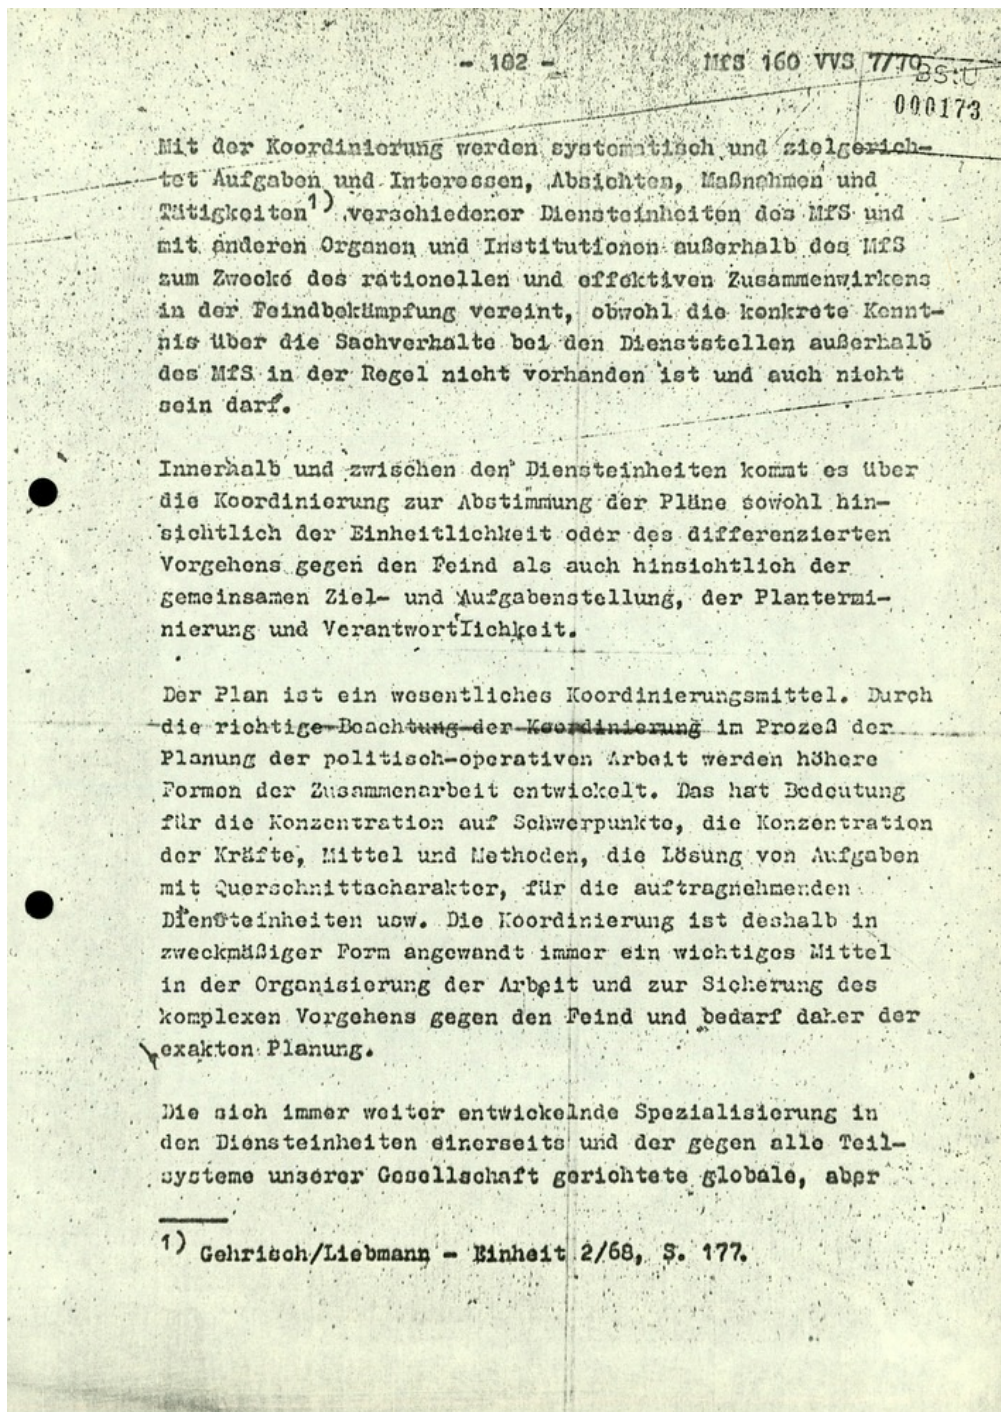 - 102 -
MfS 160 VVS 7/70
BStU
000173
Mit der Koordinierung werden systematisch und zielgerich-
tet Aufgaben und Interessen, Absichten, Maßnahmen und
Tätigkeiten1) verschiedener Diensteinheiten des MfS und
mit anderen Organen und Institutionen außerhalb des MfS
zum Zwecke des rationellen und effektiven Zusammenwirkens
in der Feindbekämpfung vereint, obwohl die konkrete Kennt-
nis über die Sachverhalte bei den Dienststellen außerhalb
des MfS in der Regel nicht vorhanden ist und auch nicht
sein darf.
Innerhalb und zwischen den Diensteinheiten kommt es über
die Koordinierung zur Abstimmung der Pläne sowohl hin-
sichtlich der Einheitlichkeit oder des differenzierten
Vorgehens gegen den Feind als auch hinsichtlich der
gemeinsamen Ziel- und Aufgabenstellung, der Plantermi-
nierung und Verantwortlichkeit.
Der Plan ist ein wesentliches Koordinierungsmittel. Durch
die richtige Beachtung der Koordinierung im Prozeß der
Planung der politisch-operativen Arbeit werden höhere
Formen der Zusammenarbeit entwickelt. Das hat Bedeutung
für die Konzentration auf Schwerpunkte, die Konzentration
der Kräfte, Mittel und Methoden, die Lösung von Aufgaben
mit Querschnittscharakter, für die auftragnehmenden
Diensteinheiten usw. Die Koordinierung ist deshalb in
zweckmäßiger Form angewandt immer ein wichtiges Mittel
in der Organisierung der Arbeit und zur Sicherung des
komplexen Vorgehens gegen den Feind und bedarf daher der
exakten Planung.
Die sich immer weiter entwickelnde Spezialisierung in
den Diensteinheiten einerseits und der gegen alle Teil-
systeme unserer Gesellschaft gerichtete globale, aber
1) Gehrisch/Liebmann - Einheit 2/68, S. 177.